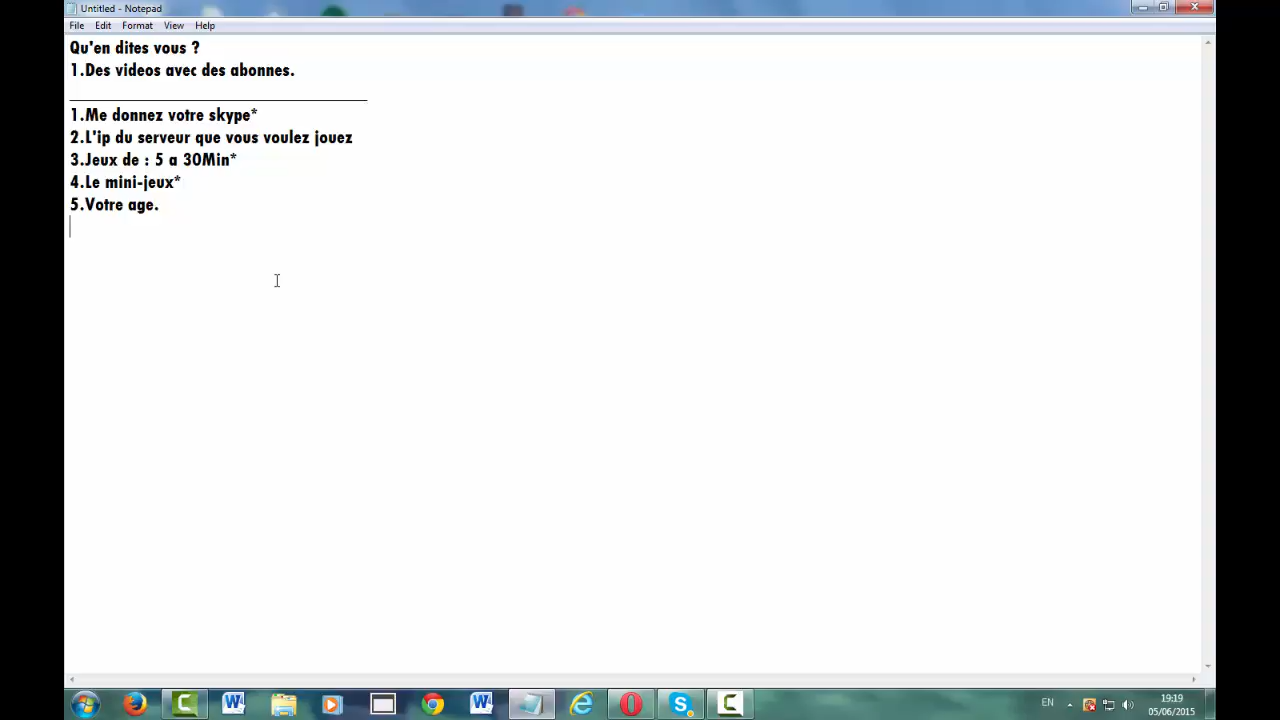 Untitled - Notepad
File Edit Format View Help
Qu'en dites vous ?
1.Des videos avec des abonnes.
1.Me donnez votre skype*
2.L'ip du serveur que vous voulez jouez
3.Jeux de : 5 a 30Min*
4.Le mini-jeux*
5.Votre age.
EN
19:19
05/06/2015